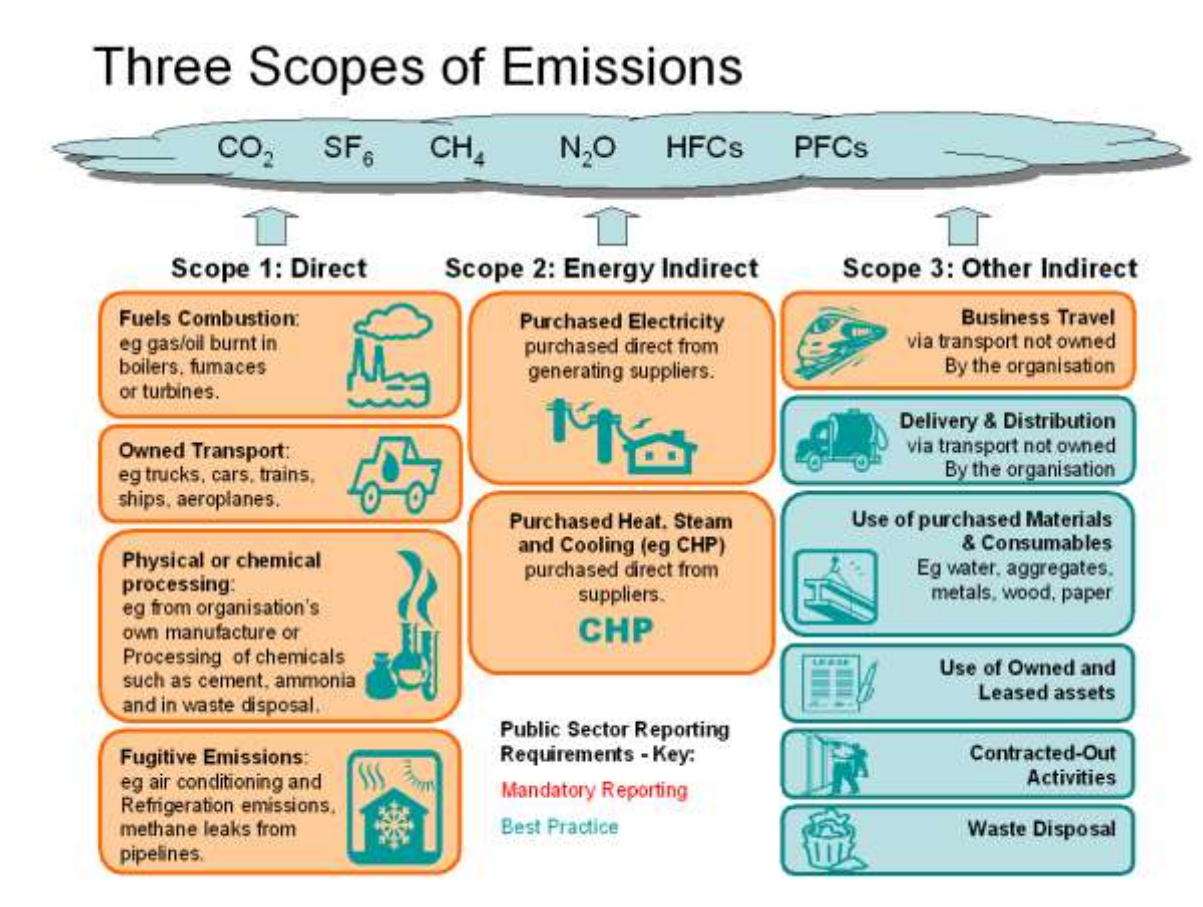 Three Scopes of Emissions
CO₂ SF₆ CH₄ N₂O HFCs PFCs
Scope 1: Direct
Fuels Combustion:
eg gas/oil burnt in
boilers, furnaces
or turbines.
Owned Transport:
eg trucks, cars, trains,
ships, aeroplanes.
Physical or chemical
processing:
eg from organisation's
own manufacture or
Processing of chemicals
such as cement, ammonia
and in waste disposal.
Fugitive Emissions:
eg air conditioning and
Refrigeration emissions,
methane leaks from
pipelines.
Scope 2: Energy Indirect
Purchased Electricity
purchased direct from
generating suppliers.
Purchased Heat. Steam
and Cooling (eg CHP)
purchased direct from
suppliers.
CHP
Public Sector Reporting
Requirements - Key:
Mandatory Reporting
Best Practice
Scope 3: Other Indirect
Business Travel
via transport not owned
By the organisation
Delivery & Distribution
via transport not owned
By the organisation
Use of purchased Materials
& Consumables
Eg water, aggregates,
metals, wood, paper
LEASE
Use of Owned and
Leased assets
Contracted-Out
Activities
Waste Disposal